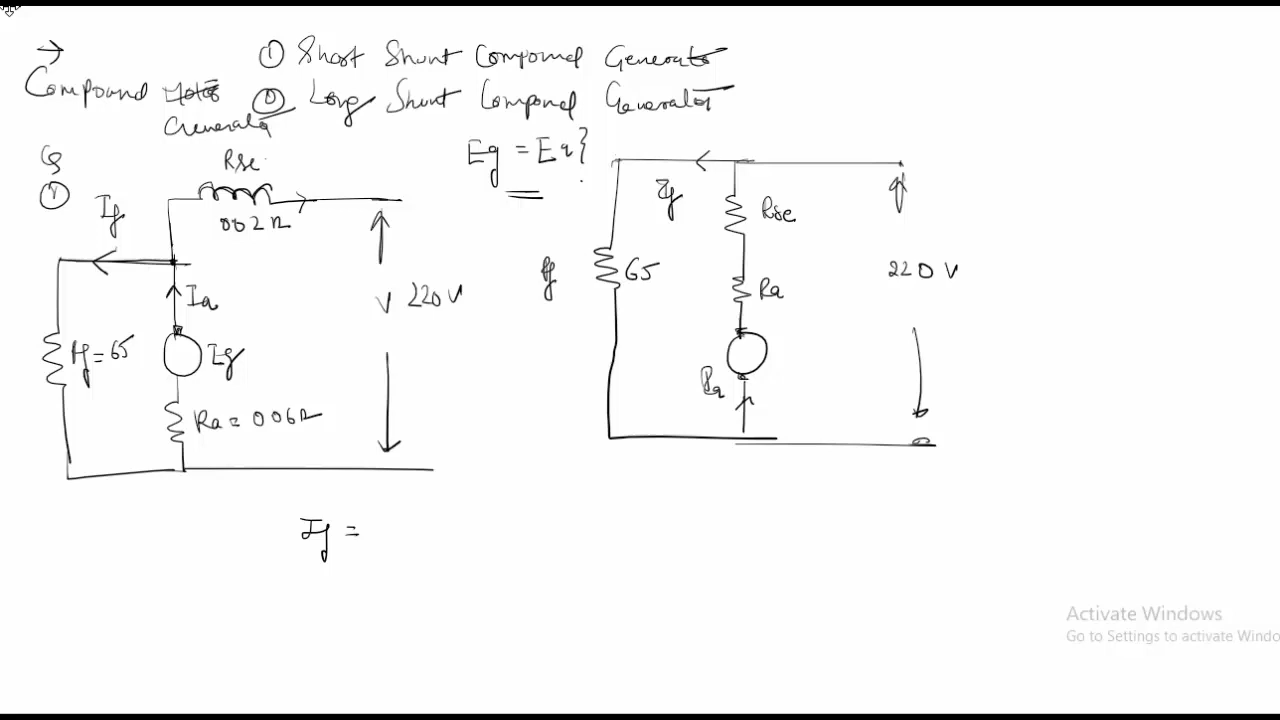 → ① Short Shunt Compound Generator
Compound Generator ② Long Shunt Compound Generator
Eg = Ea?
Q
①
Rse
If
0.02 Ω
Ia
V 220 V
Rf = 65
Eg
Ra = 0.06 Ω
If
Rse
65
Ra
220 V
If =
Activate Windows
Go to Settings to activate Windo